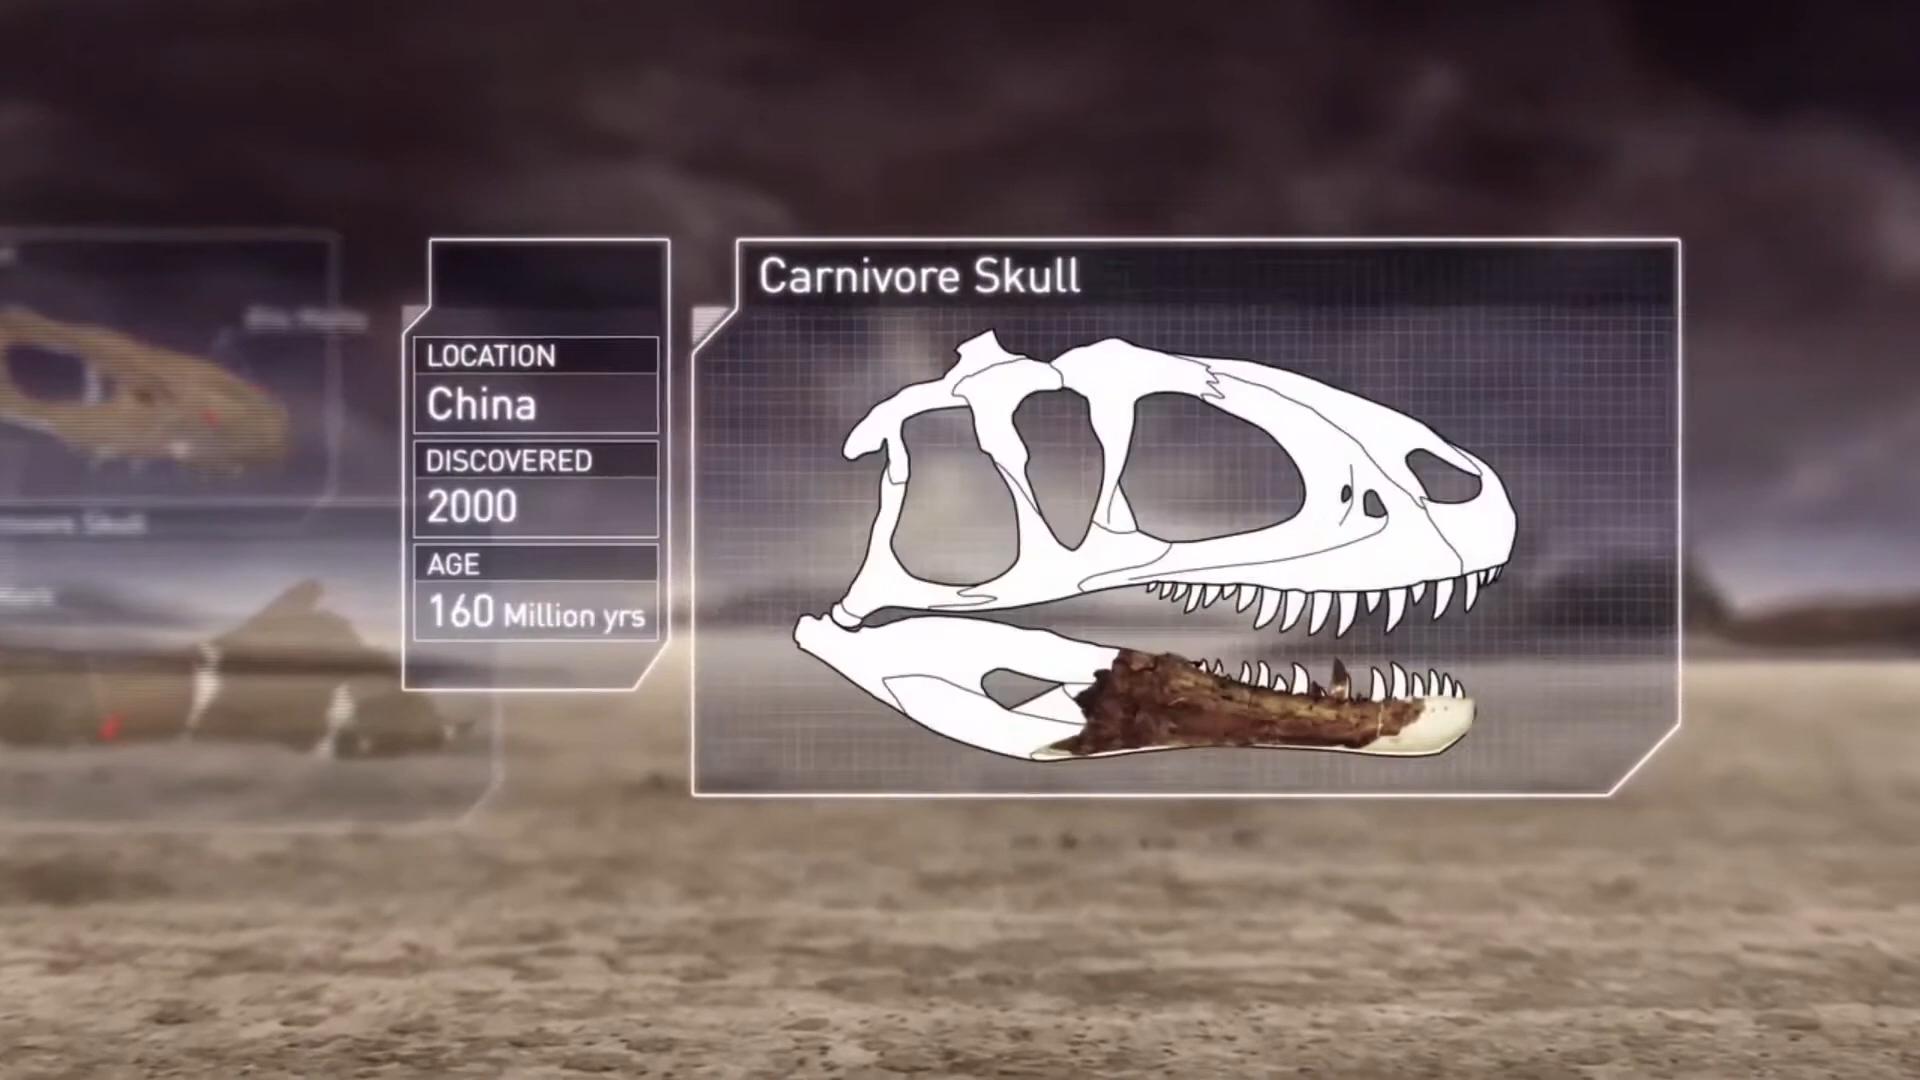 Carnivore Skull
LOCATION
China
DISCOVERED
2000
AGE
160 Million yrs